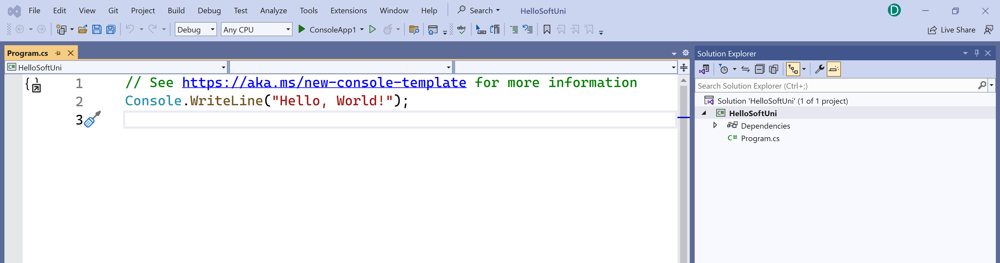 File Edit View Git Project Build Debug Test Analyze Tools Extensions Window Help Search HelloSoftUni D
Debug Any CPU ConsoleApp1 abc Live Share
Program.cs
Solution Explorer
C# HelloSoftUni
Search Solution Explorer (Ctrl+;)
1 // See https://aka.ms/new-console-template for more information
2 Console.WriteLine("Hello, World!");
3
Solution 'HelloSoftUni' (1 of 1 project)
C# HelloSoftUni
Dependencies
C# Program.cs